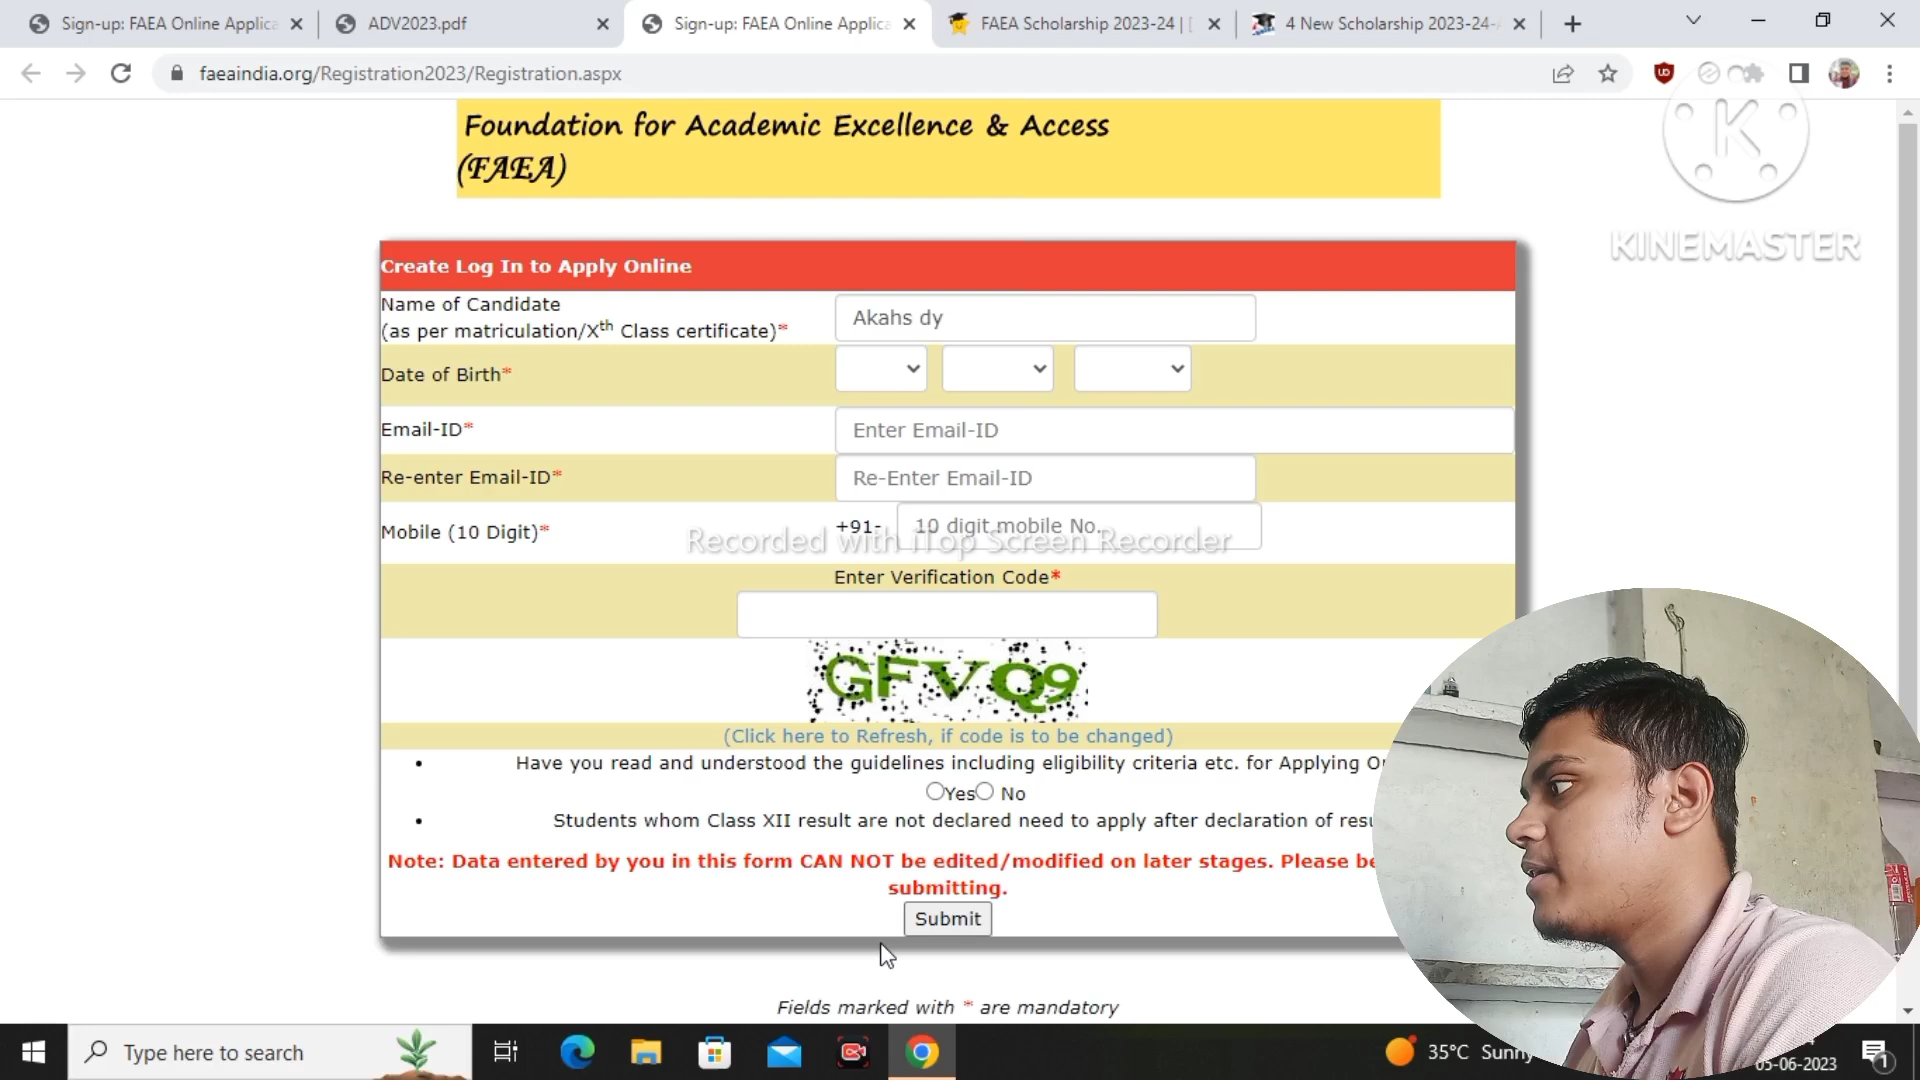 Sign-up: FAEA Online Applica
ADV2023.pdf
Sign-up: FAEA Online Applica
FAEA Scholarship 2023-24 | [
4 New Scholarship 2023-24-
faeaindia.org/Registration2023/Registration.aspx
Foundation for Academic Excellence & Access
(FAEA)
K
KINEMASTER
Create Log In to Apply Online
Name of Candidate
(as per matriculation/Xth Class certificate)*
Akahs dy
Date of Birth*
Email-ID*
Enter Email-ID
Re-enter Email-ID*
Re-Enter Email-ID
Mobile (10 Digit)*
+91-
10 digit mobile No.
Recorded with iTop Screen Recorder
Enter Verification Code*
GFVQ9
(Click here to Refresh, if code is to be changed)
• Have you read and understood the guidelines including eligibility criteria etc. for Applying
Yes No
• Students whom Class XII result are not declared need to apply after declaration of
Note: Data entered by you in this form CAN NOT be edited/modified on later stages. Please
submitting.
Submit
Fields marked with * are mandatory
Type here to search
35°C Sunny
05-06-2023
1